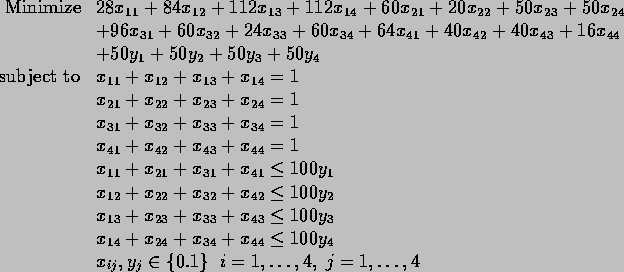 Minimize 28x₁₁ + 84x₁₂ + 112x₁₃ + 112x₁₄ + 60x₂₁ + 20x₂₂ + 50x₂₃ + 50x₂₄
+96x₃₁ + 60x₃₂ + 24x₃₃ + 60x₃₄ + 64x₄₁ + 40x₄₂ + 40x₄₃ + 16x₄₄
+50y₁ + 50y₂ + 50y₃ + 50y₄
subject to x₁₁ + x₁₂ + x₁₃ + x₁₄ = 1
x₂₁ + x₂₂ + x₂₃ + x₂₄ = 1
x₃₁ + x₃₂ + x₃₃ + x₃₄ = 1
x₄₁ + x₄₂ + x₄₃ + x₄₄ = 1
x₁₁ + x₂₁ + x₃₁ + x₄₁ ≤ 100y₁
x₁₂ + x₂₂ + x₃₂ + x₄₂ ≤ 100y₂
x₁₃ + x₂₃ + x₃₃ + x₄₃ ≤ 100y₃
x₁₄ + x₂₄ + x₃₄ + x₄₄ ≤ 100y₄
xᵢⱼ, yⱼ ∈ {0.1} i = 1, …, 4, j = 1, …, 4